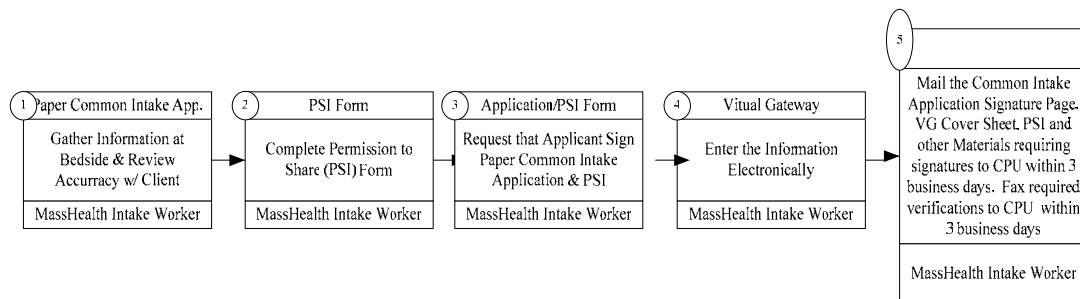 1
Paper Common Intake App.
Gather Information at
Bedside & Review
Accurracy w/ Client
MassHealth Intake Worker
2
PSI Form
Complete Permission to
Share (PSI) Form
MassHealth Intake Worker
3
Application/PSI Form
Request that Applicant Sign
Paper Common Intake
Application & PSI
MassHealth Intake Worker
4
Vitual Gateway
Enter the Information
Electronically
MassHealth Intake Worker
5
Mail the Common Intake
Application Signature Page,
VG Cover Sheet, PSI and
other Materials requiring
signatures to CPU within 3
business days. Fax required
verifications to CPU within
3 business days
MassHealth Intake Worker